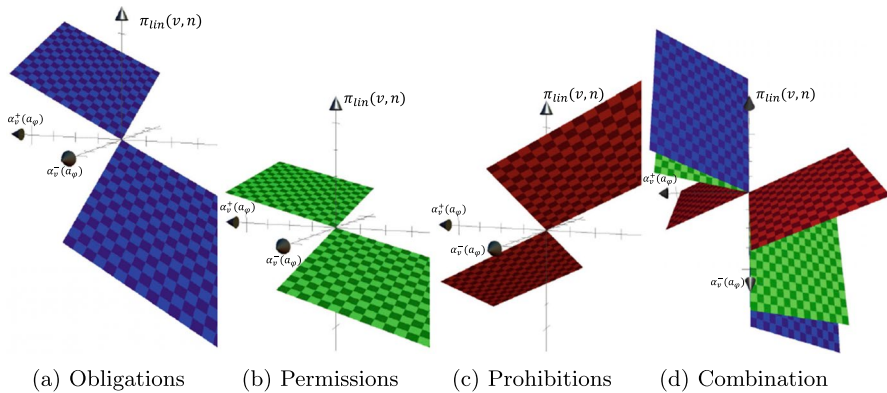 π_lin(v, n)
α_v^+(a_φ)
α_v^-(a_φ)
(a) Obligations
π_lin(v, n)
α_v^+(a_φ)
α_v^-(a_φ)
(b) Permissions
π_lin(v, n)
α_v^+(a_φ)
α_v^-(a_φ)
(c) Prohibitions
π_lin(v, n)
α_v^+(a_φ)
α_v^-(a_φ)
(d) Combination